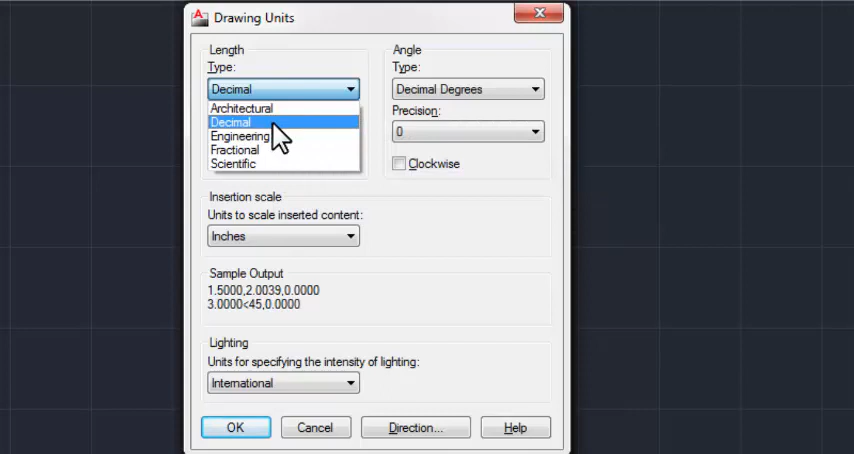 Drawing Units
Length
Type:
Decimal
Architectural
Decimal
Engineering
Fractional
Scientific
Angle
Type:
Decimal Degrees
Precision:
0
Clockwise
Insertion scale
Units to scale inserted content:
Inches
Sample Output
1.5000,2.0039,0.0000
3.0000<45,0.0000
Lighting
Units for specifying the intensity of lighting:
International
OK
Cancel
Direction...
Help